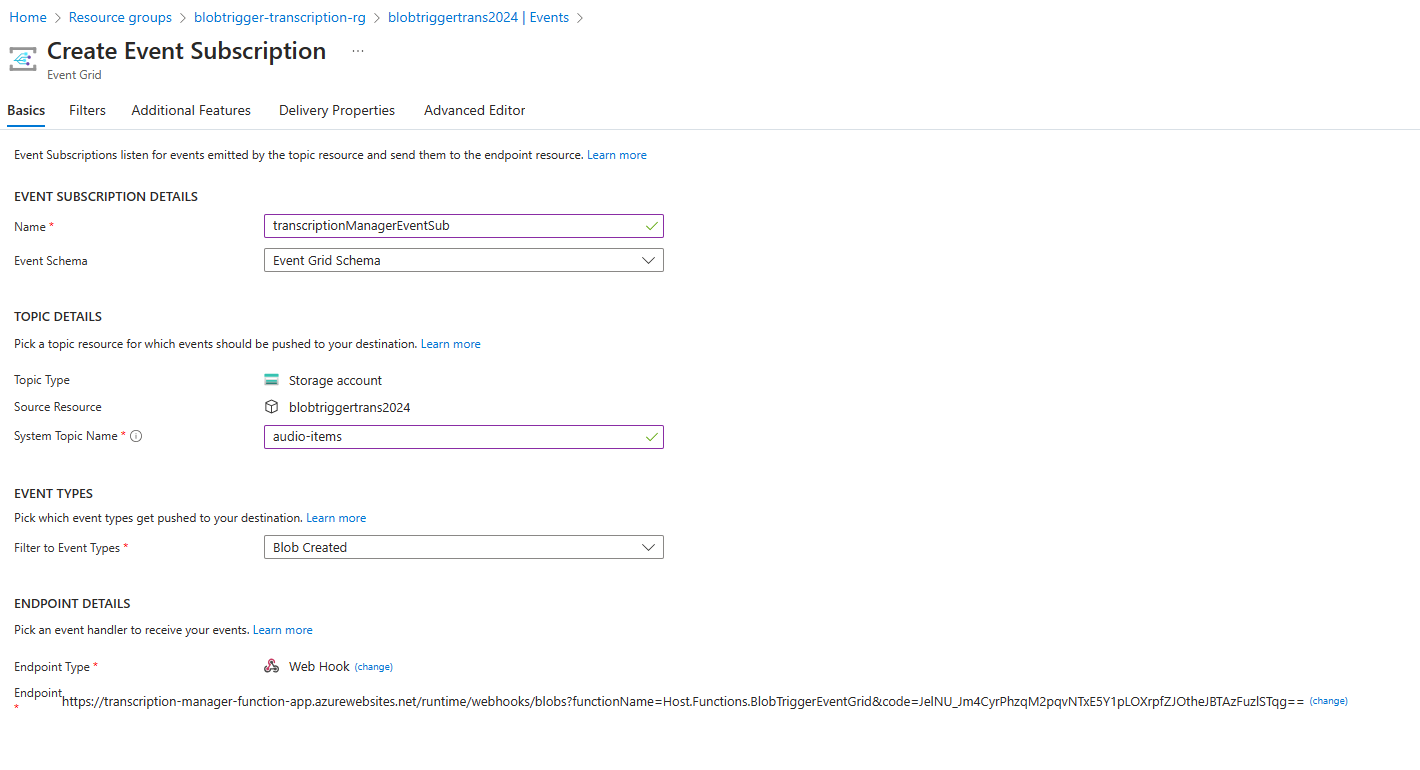 Home > Resource groups > blobtrigger-transcription-rg > blobtriggertrans2024 | Events >
Create Event Subscription ...
Event Grid
Basics Filters Additional Features Delivery Properties Advanced Editor
Event Subscriptions listen for events emitted by the topic resource and send them to the endpoint resource. Learn more
EVENT SUBSCRIPTION DETAILS
Name * transcriptionManagerEventSub
Event Schema Event Grid Schema
TOPIC DETAILS
Pick a topic resource for which events should be pushed to your destination. Learn more
Topic Type Storage account
Source Resource blobtriggertrans2024
System Topic Name * audio-items
EVENT TYPES
Pick which event types get pushed to your destination. Learn more
Filter to Event Types * Blob Created
ENDPOINT DETAILS
Pick an event handler to receive your events. Learn more
Endpoint Type * Web Hook (change)
Endpoint * https://transcription-manager-function-app.azurewebsites.net/runtime/webhooks/blobs?functionName=Host.Functions.BlobTriggerEventGrid&code=JelNU_Jm4CyrPhzqM2pqvNTxE5Y1pLOXrpfZJOtheJBTAzFuzlSTqg== (change)